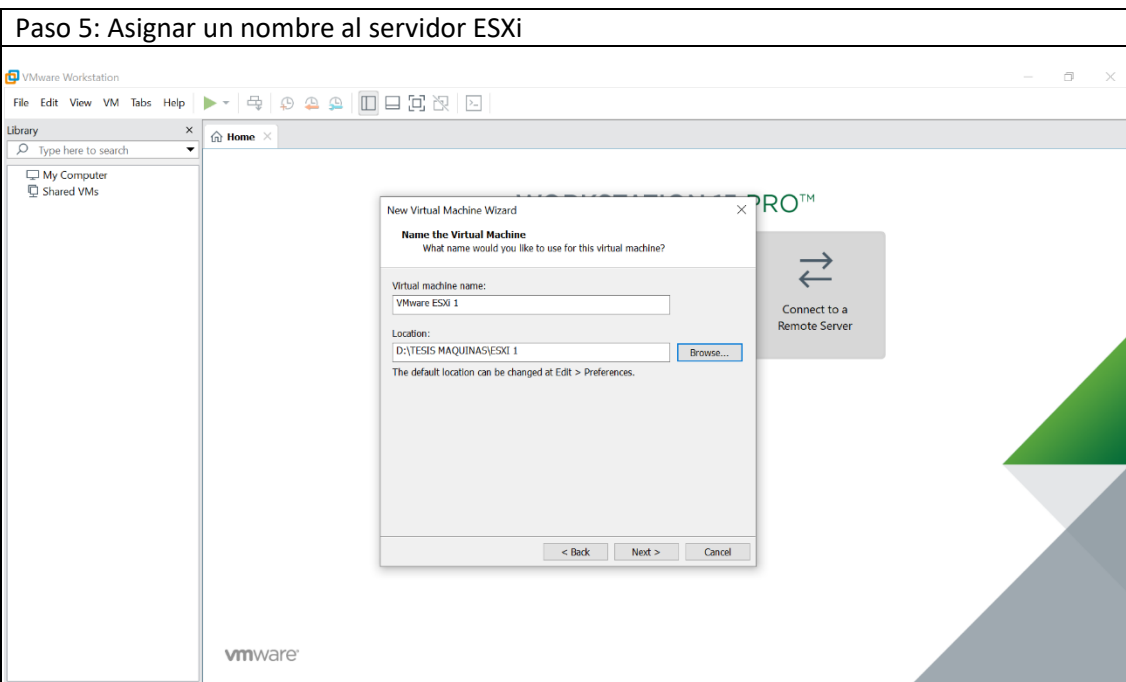 Paso 5: Asignar un nombre al servidor ESXi
VMware Workstation
File Edit View VM Tabs Help
Library
Home
Type here to search
My Computer
Shared VMs
PRO™
New Virtual Machine Wizard
Name the Virtual Machine
What name would you like to use for this virtual machine?
Virtual machine name:
VMware ESXi 1
Location:
D:\TESIS MAQUINAS\ESXI 1
Browse...
The default location can be changed at Edit > Preferences.
Connect to a
Remote Server
< Back Next > Cancel
vmware